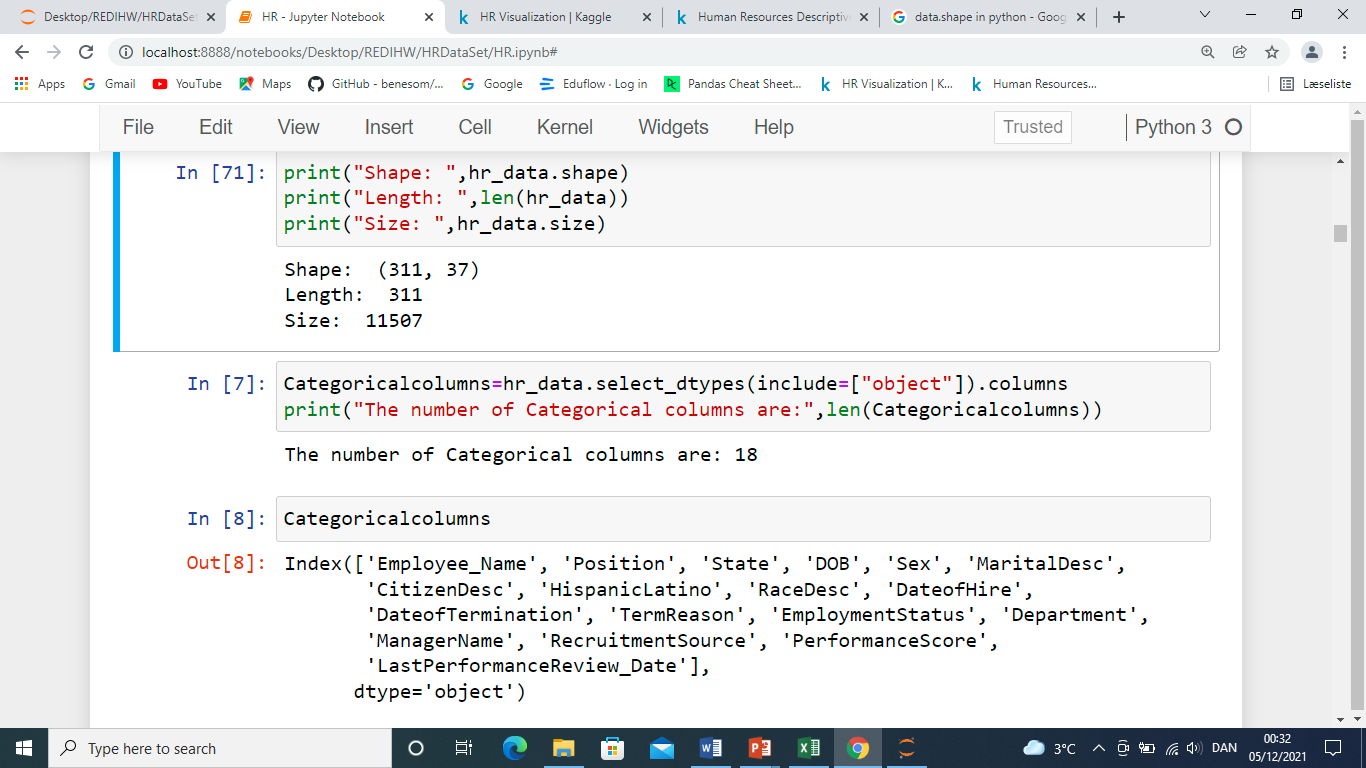 Desktop/REDIHW/HRDataSet
HR - Jupyter Notebook
HR Visualization | Kaggle
Human Resources Descriptiv
data.shape in python - Goog
localhost:8888/notebooks/Desktop/REDIHW/HRDataSet/HR.ipynb#
Apps
Gmail
YouTube
Maps
GitHub - benesom/...
Google
Eduflow · Log in
Pandas Cheat Sheet...
HR Visualization | K...
Human Resources...
Læseliste
File Edit View Insert Cell Kernel Widgets Help
Trusted
Python 3
In [71]:
print("Shape: ",hr_data.shape)
print("Length: ",len(hr_data))
print("Size: ",hr_data.size)
Shape:  (311, 37)
Length:  311
Size:  11507
In [7]:
Categoricalcolumns=hr_data.select_dtypes(include=["object"]).columns
print("The number of Categorical columns are:",len(Categoricalcolumns))
The number of Categorical columns are: 18
In [8]:
Categoricalcolumns
Out[8]:
Index(['Employee_Name', 'Position', 'State', 'DOB', 'Sex', 'MaritalDesc',
'CitizenDesc', 'HispanicLatino', 'RaceDesc', 'DateofHire',
'DateofTermination', 'TermReason', 'EmploymentStatus', 'Department',
'ManagerName', 'RecruitmentSource', 'PerformanceScore',
'LastPerformanceReview_Date'],
dtype='object')
Type here to search
3°C
DAN
00:32
05/12/2021